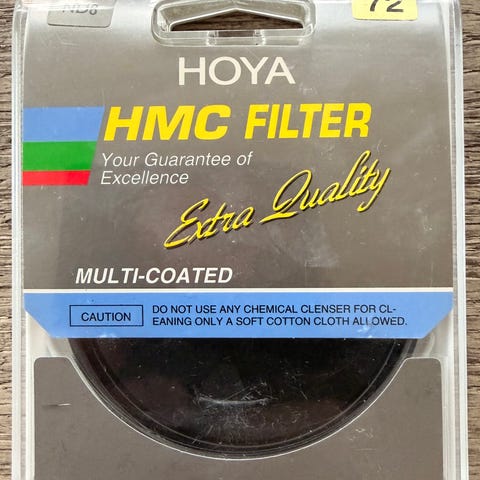 72
HOYA
HMC FILTER
Your Guarantee of
Excellence
Extra Quality
MULTI-COATED
CAUTION
DO NOT USE ANY CHEMICAL CLENSER FOR CL-
EANING ONLY A SOFT COTTON CLOTH ALLOWED.